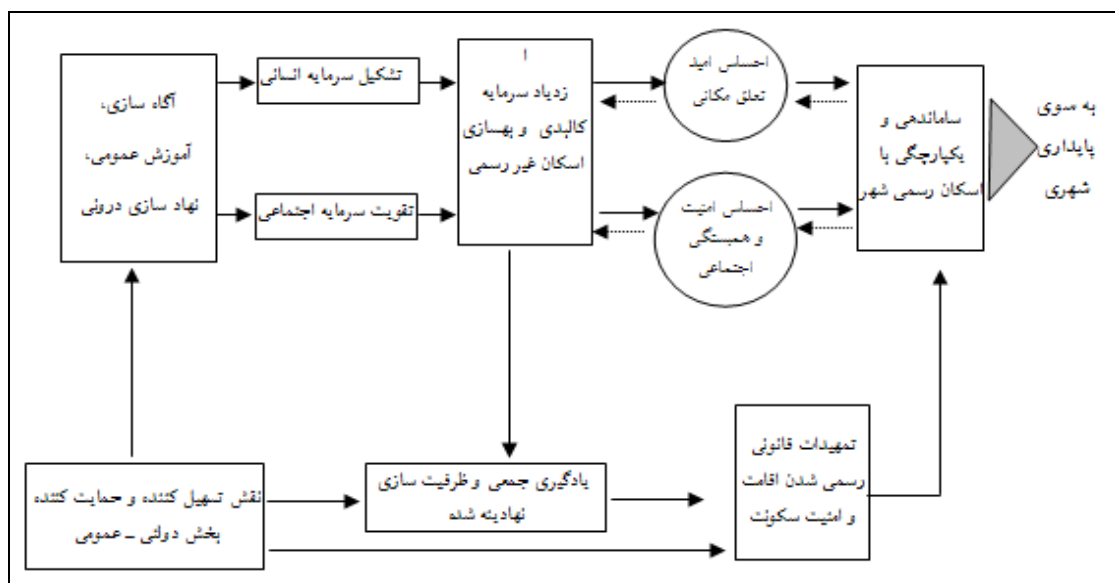 آگاه سازی،
آموزش عمومی،
نهاد سازی درونی
تشکیل سرمایه انسانی
تقویت سرمایه اجتماعی
ا
زدیاد سرمایه
کالبدی و بهسازی
اسکان غیر رسمی
احساس امید
تعلق مکانی
احساس امنیت
و همبستگی
اجتماعی
ساماندهی و
یکپارچگی با
اسکان رسمی شهر
به سوی
پایداری
شهری
نقش تسهیل کننده و حمایت کننده
بخش دولتی – عمومی
یادگیری جمعی و ظرفیت سازی
نهادینه شده
تمهیدات قانونی
رسمی شدن اقامت
و امنیت سکونت